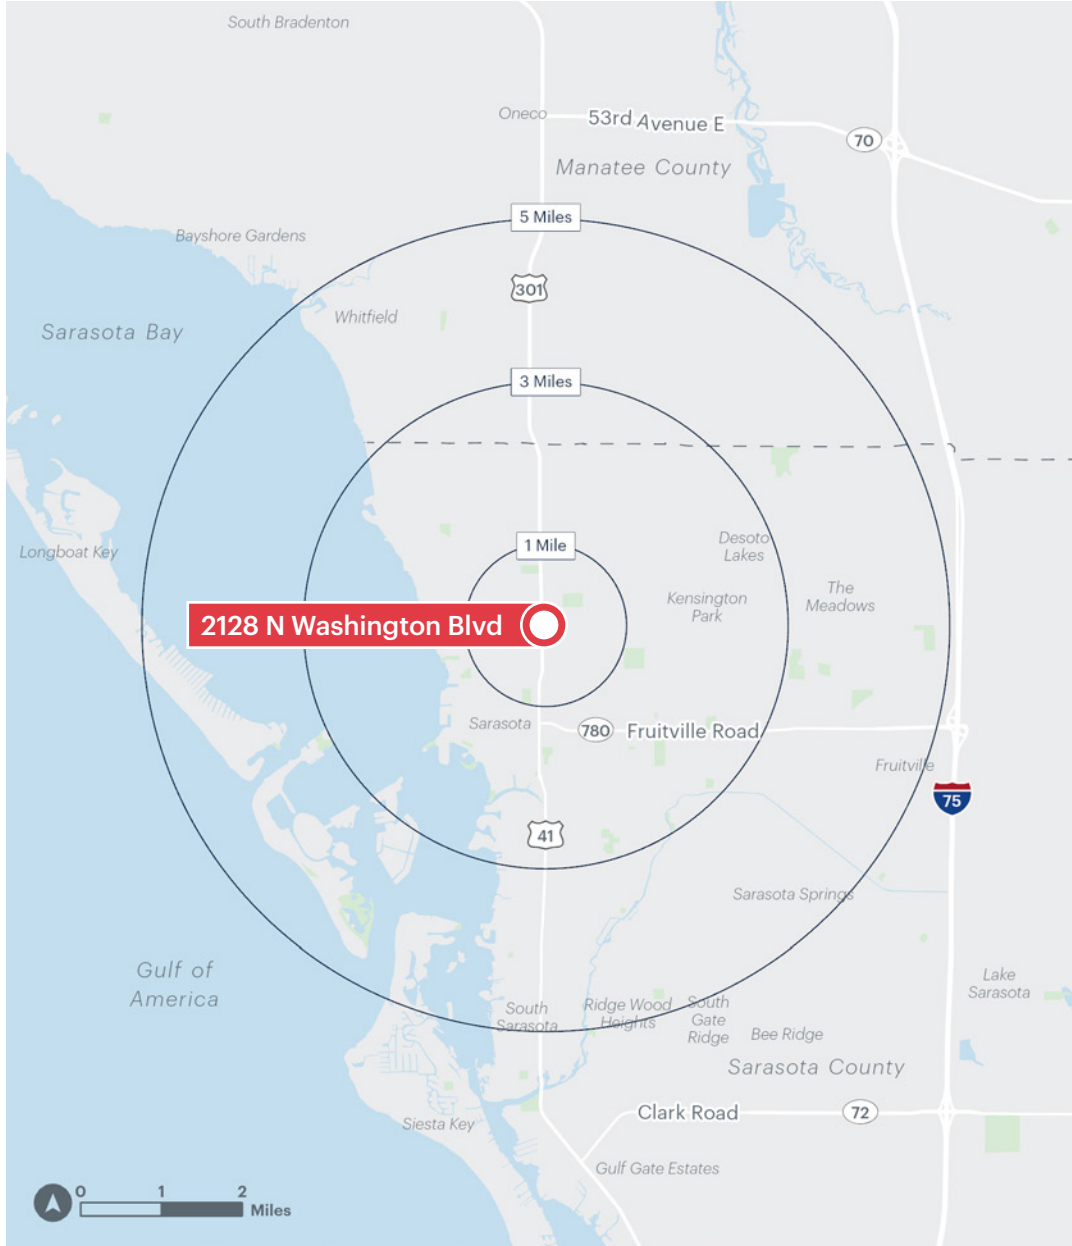 South Bradenton
Oneco
53rd Avenue E
70
Manatee County
5 Miles
Bayshore Gardens
301
Whitfield
Sarasota Bay
3 Miles
1 Mile
Desoto
Lakes
Longboat Key
Kensington
Park
The
Meadows
2128 N Washington Blvd
Sarasota
780
Fruitville Road
Fruitville
75
41
Sarasota Springs
Gulf of
America
Lake
Sarasota
South
Sarasota
Ridge Wood
Heights
South
Gate
Ridge
Bee Ridge
Sarasota County
Clark Road
72
Siesta Key
Gulf Gate Estates
0 1 2
Miles